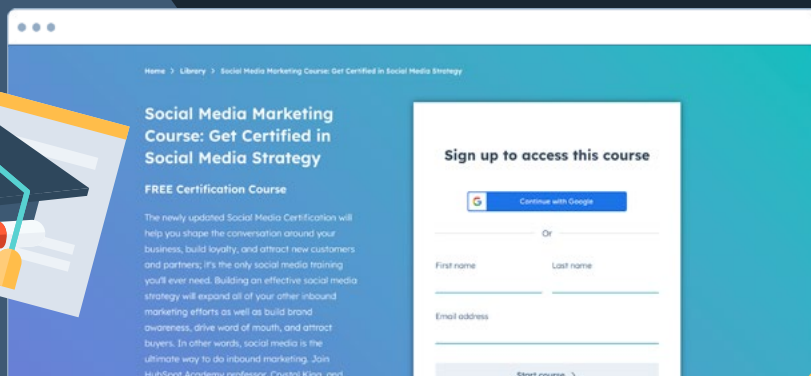 Home > Library > Social Media Marketing Course: Get Certified in Social Media Strategy
Social Media Marketing
Course: Get Certified in
Social Media Strategy
FREE Certification Course
The newly updated Social Media Certification will
help you shape the conversation around your
business, build loyalty, and attract new customers
and partners; it's the only social media training
you'll ever need. Building an effective social media
strategy will expand all of your other inbound
marketing efforts as well as build brand
awareness, drive word of mouth, and attract
buyers. In other words, social media is the
ultimate way to do inbound marketing. Join
HubSpot Academy professor, Crystal King, and
Sign up to access this course
G
Continue with Google
Or
First name Last name
Email address
Start course >